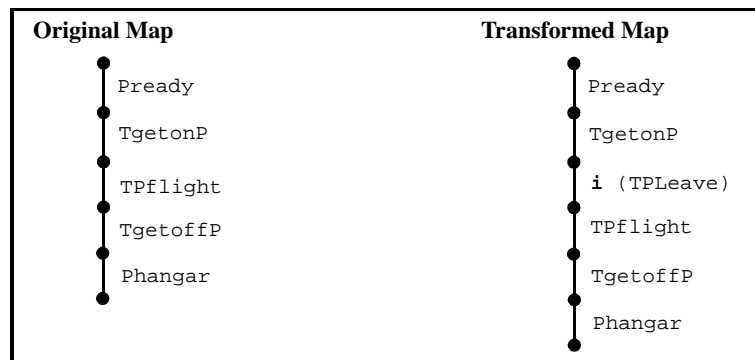 Original Map
Pready
TgetonP
TPflight
TgetoffP
Phangar
Transformed Map
Pready
TgetonP
i (TPLeave)
TPflight
TgetoffP
Phangar